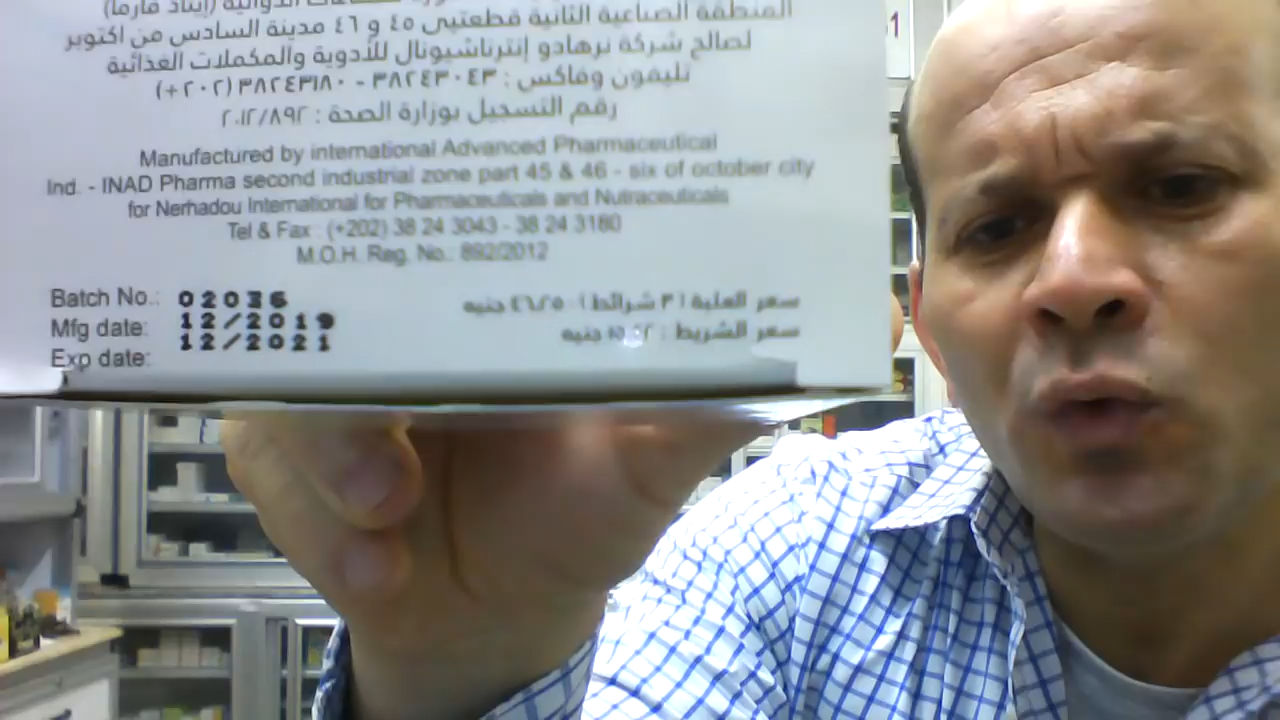 المنطقة الصناعية الثانية قطعتين ٤٥ و ٤٦ مدينة السادس من اكتوبر
لصالح شركة نرهادو إنترناشيونال للأدوية والمكملات الغذائية
تليفون وفاكس : ٣٨٢٤٣٠٤٣ - ٣٨٢٤٣١٨٠ (٢٠٢+)
رقم التسجيل بوزارة الصحة : ٢٠١٢/٨٩٢
Manufactured by international Advanced Pharmaceutical
Ind. - INAD Pharma second industrial zone part 45 & 46 - six of october city
for Nerhadou International for Pharmaceuticals and Nutraceuticals
Tel & Fax : (+202) 38 24 3043 - 38 24 3180
M.O.H. Reg. No.: 892/2012
Batch No.: 02036
Mfg date: 12/2019
Exp date: 12/2021
سعر العلبة (٣ شرائط) : ٤٦/٢٥ جنيه
سعر الشريط : جنيه
1